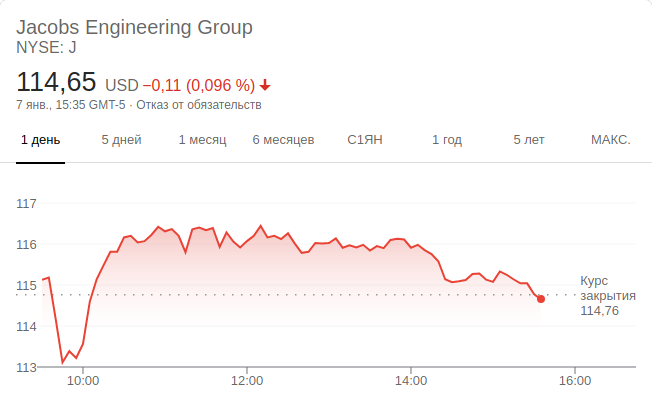 Jacobs Engineering Group
NYSE: J
114,65 USD −0,11 (0,096 %)
7 янв., 15:35 GMT-5 · Отказ от обязательств
1 день 5 дней 1 месяц 6 месяцев С1ЯН 1 год 5 лет МАКС.
117
116
115
114
113
Курс
закрытия
114,76
10:00 12:00 14:00 16:00